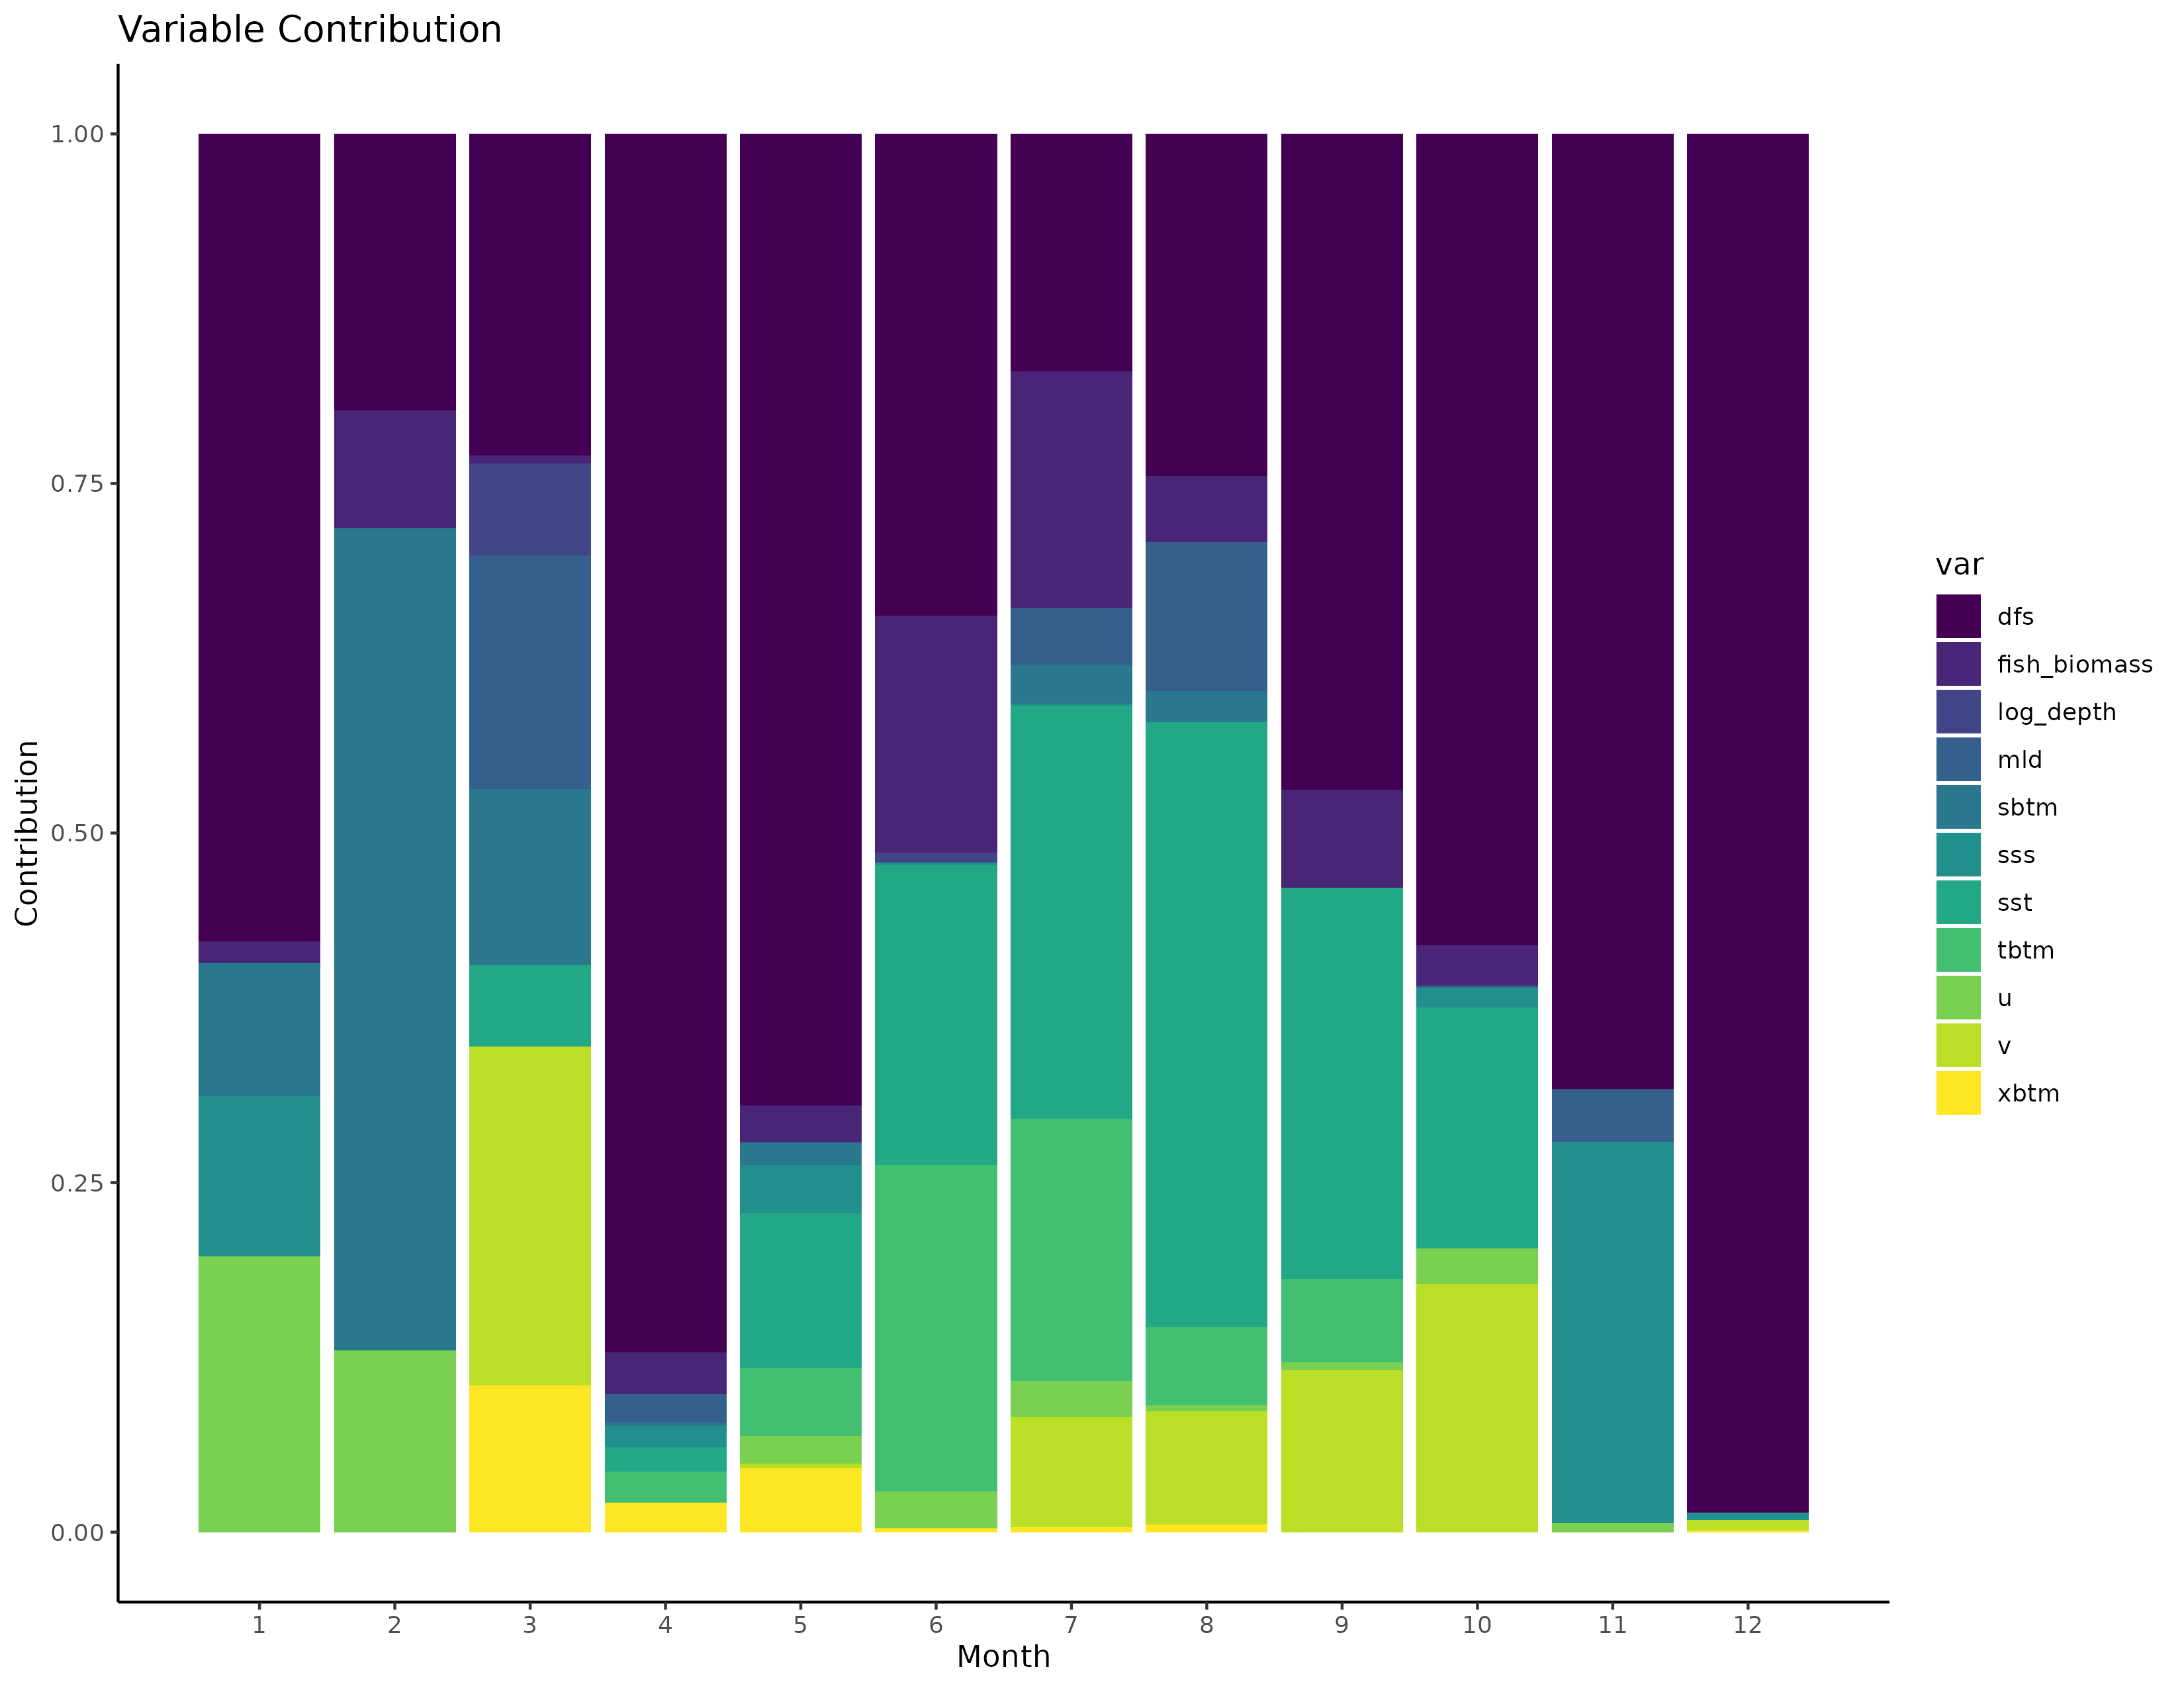 Variable Contribution
1.00
0.75
0.50
0.25
0.00
Contribution
1 2 3 4 5 6 7 8 9 10 11 12
Month
var
dfs
fish_biomass
log_depth
mld
sbtm
sss
sst
tbtm
u
v
xbtm